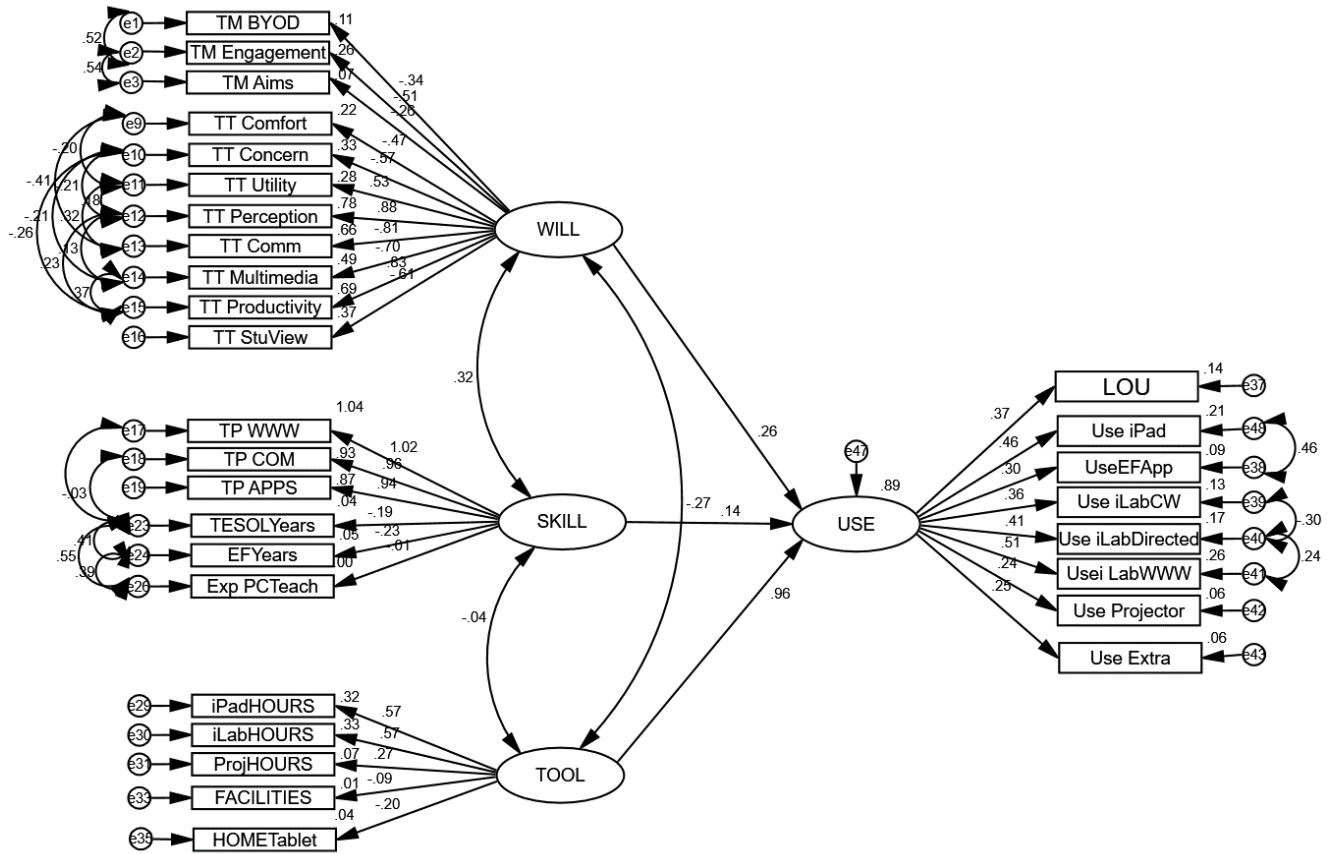 e1 TM BYOD .11
.52
e2 TM Engagement .26
.54
e3 TM Aims .07
-.34
-.51
-.26
e9 TT Comfort .22
-.47
-.20
e10 TT Concern .33
-.57
-.41 .21
e11 TT Utility .28 .53
.18
-.21 .32
e12 TT Perception .78 .88
-.26
.13
e13 TT Comm .66 -.81
.23
e14 TT Multimedia .49 -.70
.37
e15 TT Productivity .69 .83
e16 TT StuView .37 -.61
WILL
.32
-.27
.26
1.04
e17 TP WWW 1.02
e18 TP COM .93 .96
e19 TP APPS .87 .94
-.03
e23 TESOLYears .04 -.19
.41
e24 EFYears .05 -.23
.55
.39
e26 Exp PCTeach .00 -.01
SKILL
.14
-.04
e29 iPadHOURS .32 .57
e30 iLabHOURS .33 .57
e31 ProjHOURS .07 .27
e33 FACILITIES .01 -.09
e35 HOMETablet .04 -.20
TOOL
.96
e47
.89
USE
.37 LOU .14 e37
.46 Use iPad .21 e48
.46
.30 UseEFApp .09 e38
.36 Use iLabCW .13 e39
-.30
.41 Use iLabDirected .17 e40
.24
.51 Usei LabWWW .26 e41
.24 Use Projector .06 e42
.25 Use Extra .06 e43